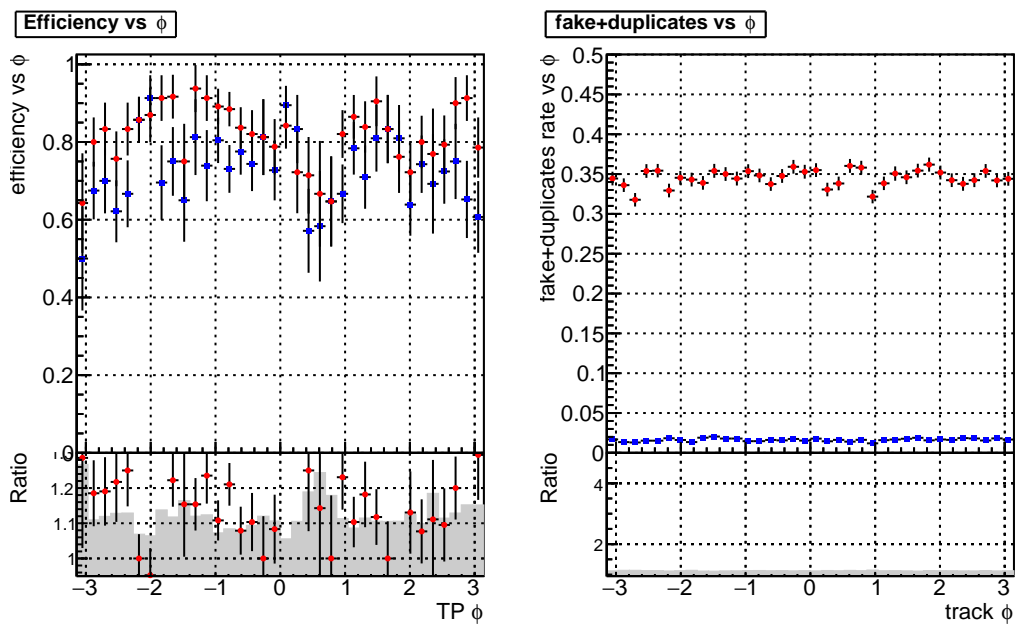 Efficiency vs ϕ
efficiency vs ϕ
1
0.8
0.6
0.4
0.2
0
Ratio
1.2
1.1
1
−3 −2 −1 0 1 2 3
TP ϕ
fake+duplicates vs ϕ
fake+duplicates rate vs ϕ
0.5
0.45
0.4
0.35
0.3
0.25
0.2
0.15
0.1
0.05
0
Ratio
4
2
−3 −2 −1 0 1 2 3
track ϕ